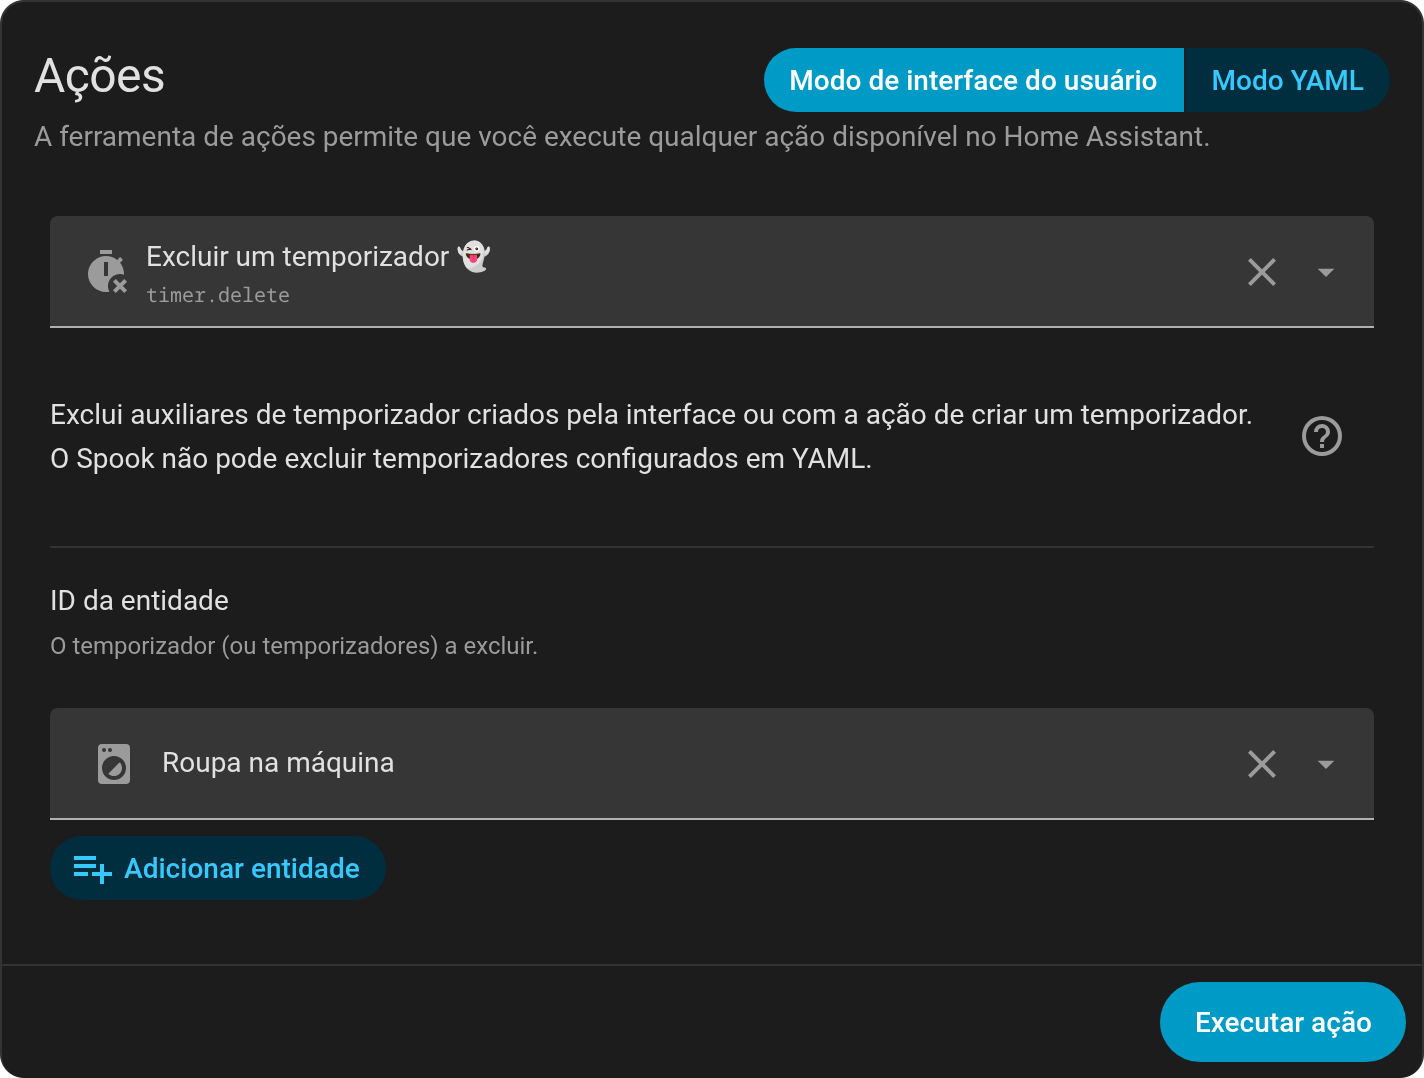 Ações
Modo de interface do usuário
Modo YAML
A ferramenta de ações permite que você execute qualquer ação disponível no Home Assistant.
Excluir um temporizador 👻
timer.delete
Exclui auxiliares de temporizador criados pela interface ou com a ação de criar um temporizador.
O Spook não pode excluir temporizadores configurados em YAML.
ID da entidade
O temporizador (ou temporizadores) a excluir.
Roupa na máquina
Adicionar entidade
Executar ação